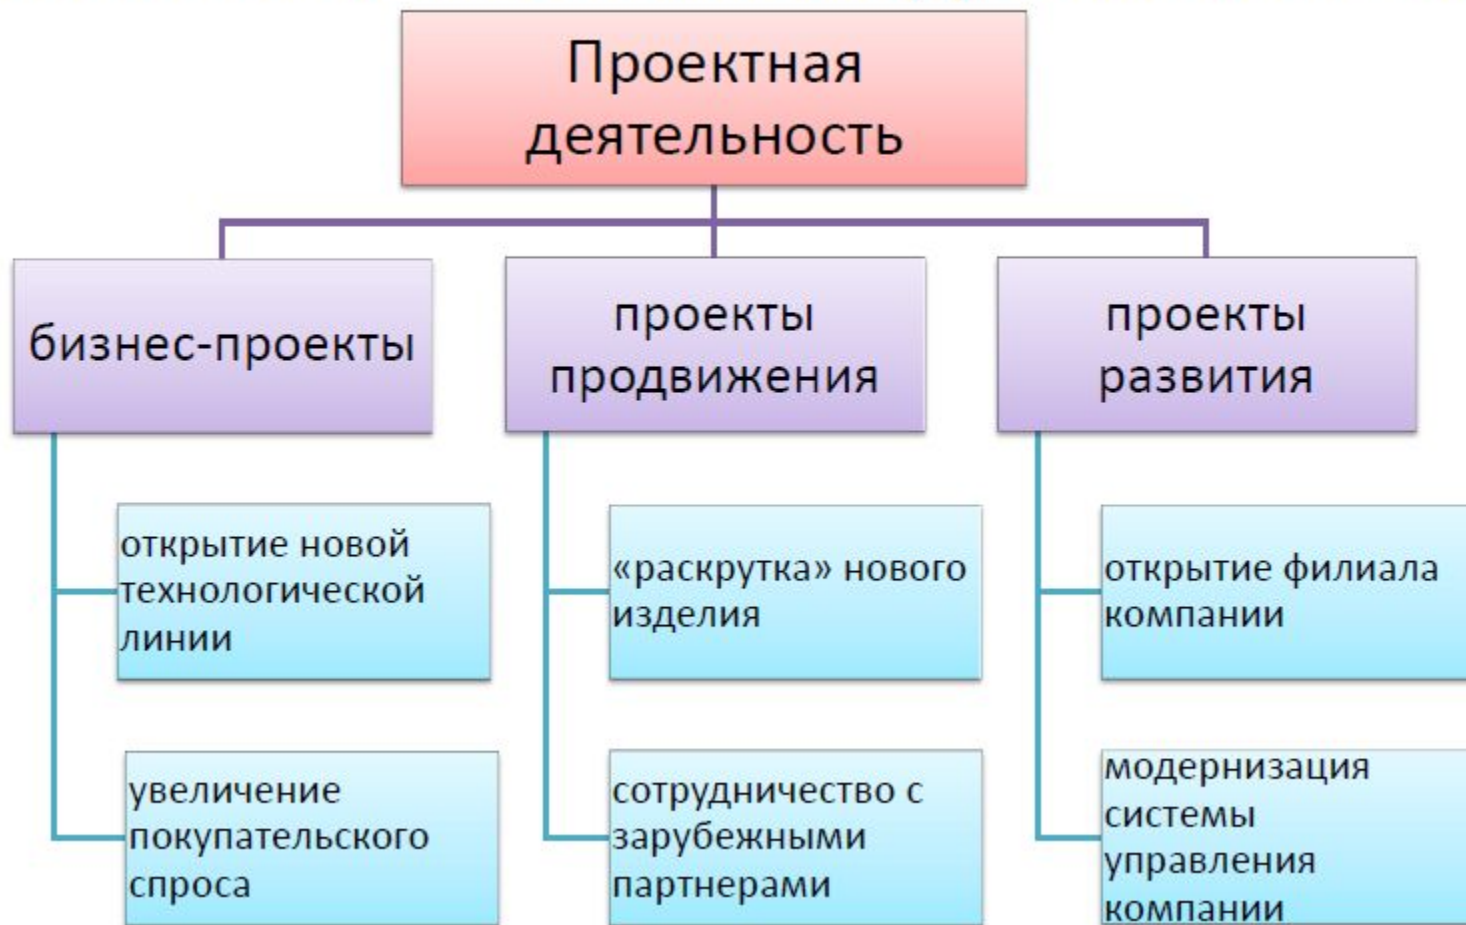 Проектная
деятельность
бизнес-проекты
открытие новой
технологической
линии
увеличение
покупательского
спроса
проекты
продвижения
«раскрутка» нового
изделия
сотрудничество с
зарубежными
партнерами
проекты
развития
открытие филиала
компании
модернизация
системы
управления
компании